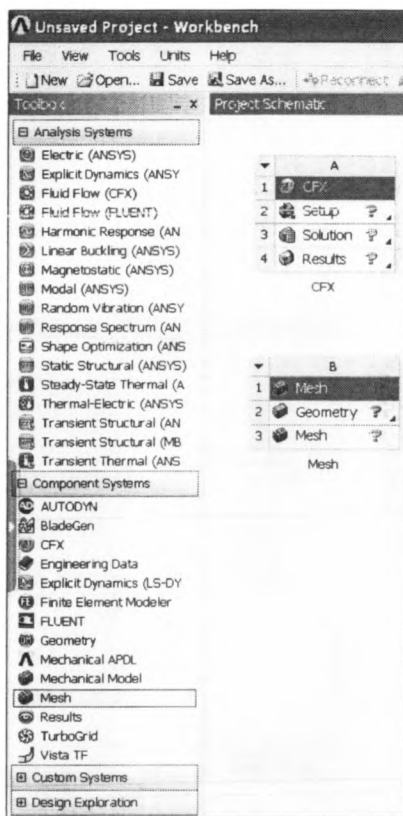 Unsaved Project - Workbench
File View Tools Units Help
New Open... Save Save As... Reconnect
Toolbox - x Project Schematic
Analysis Systems
Electric (ANSYS)
Explicit Dynamics (ANSY
Fluid Flow (CFX)
Fluid Flow (FLUENT)
Harmonic Response (AN
Linear Buckling (ANSYS)
Magnetostatic (ANSYS)
Modal (ANSYS)
Random Vibration (ANSY
Response Spectrum (AN
Shape Optimization (ANS
Static Structural (ANSYS)
Steady-State Thermal (A
Thermal-Electric (ANSYS
Transient Structural (AN
Transient Structural (MB
Transient Thermal (ANS
Component Systems
AUTODYN
BladeGen
CFX
Engineering Data
Explicit Dynamics (LS-DY
Finite Element Modeler
FLUENT
Geometry
Mechanical APDL
Mechanical Model
Mesh
Results
TurboGrid
Vista TF
Custom Systems
Design Exploration
A
1 CFX
2 Setup ?
3 Solution ?
4 Results ?
CFX
B
1 Mesh
2 Geometry ?
3 Mesh ?
Mesh